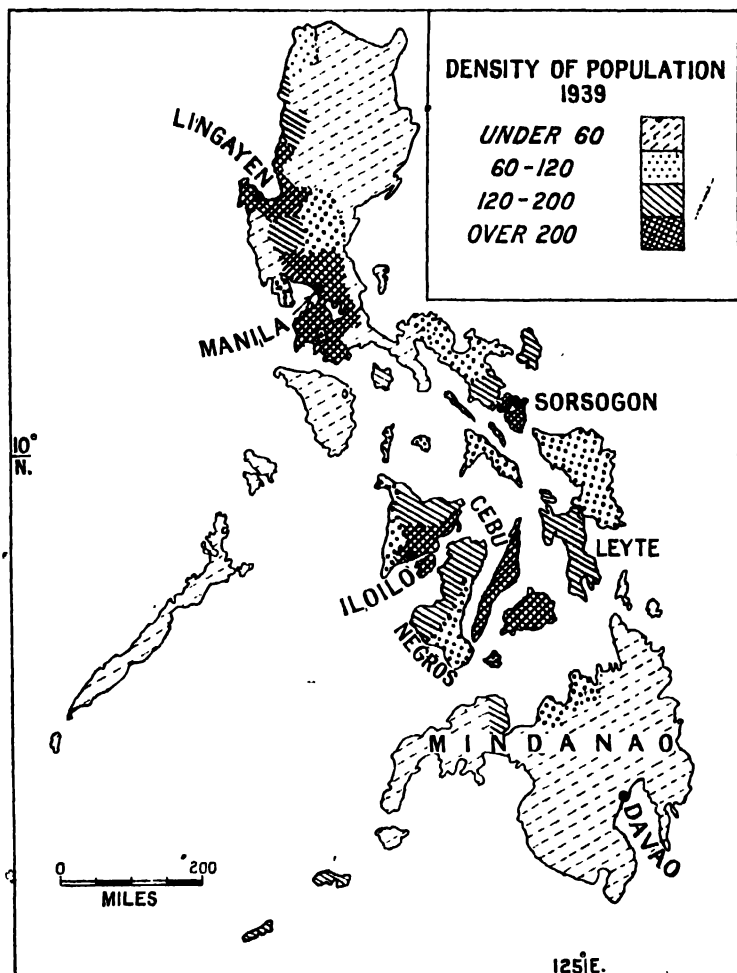 DENSITY OF POPULATION
1939
UNDER 60
60-120
120-200
OVER 200
LINGAYEN
MANILA
SORSOGON
10°
N.
CEBU
LEYTE
ILOILO
NEGROS
MINDANAO
DAVAO
0 200
MILES
125°E.